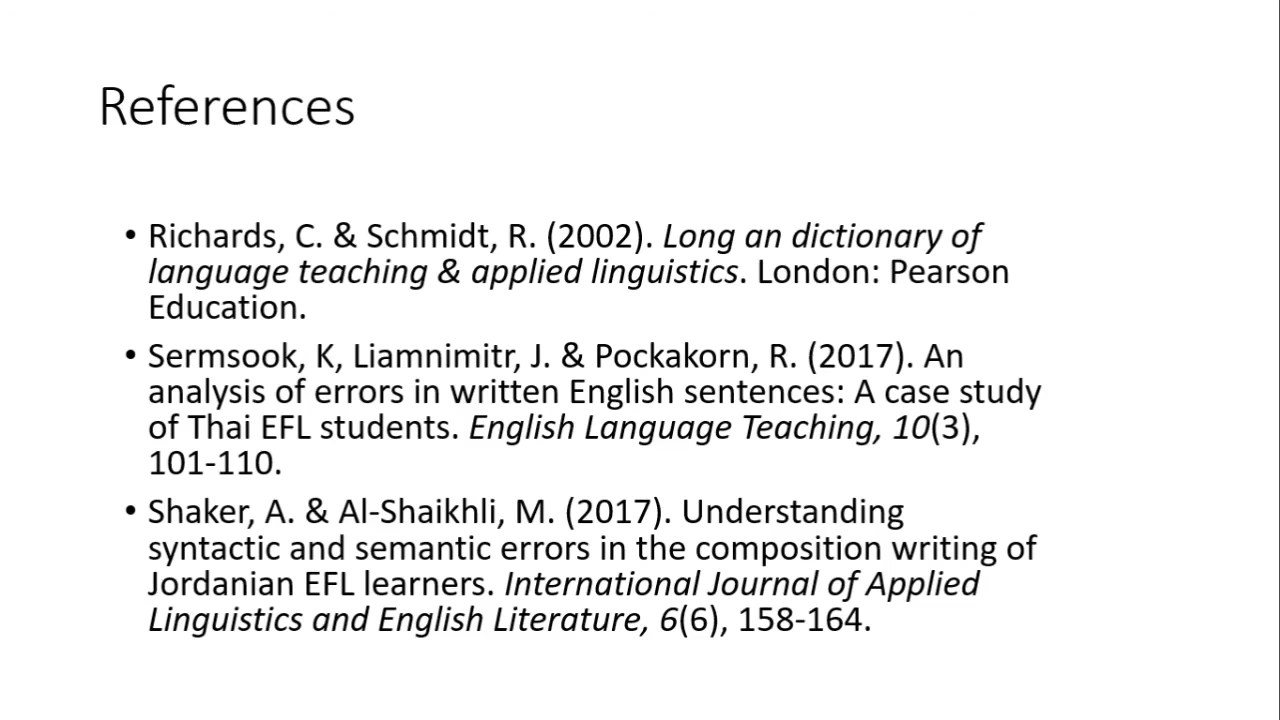 References
• Richards, C. & Schmidt, R. (2002). Long an dictionary of
language teaching & applied linguistics. London: Pearson
Education.
• Sermsook, K, Liamnimitr, J. & Pockakorn, R. (2017). An
analysis of errors in written English sentences: A case study
of Thai EFL students. English Language Teaching, 10(3),
101-110.
• Shaker, A. & Al-Shaikhli, M. (2017). Understanding
syntactic and semantic errors in the composition writing of
Jordanian EFL learners. International Journal of Applied
Linguistics and English Literature, 6(6), 158-164.